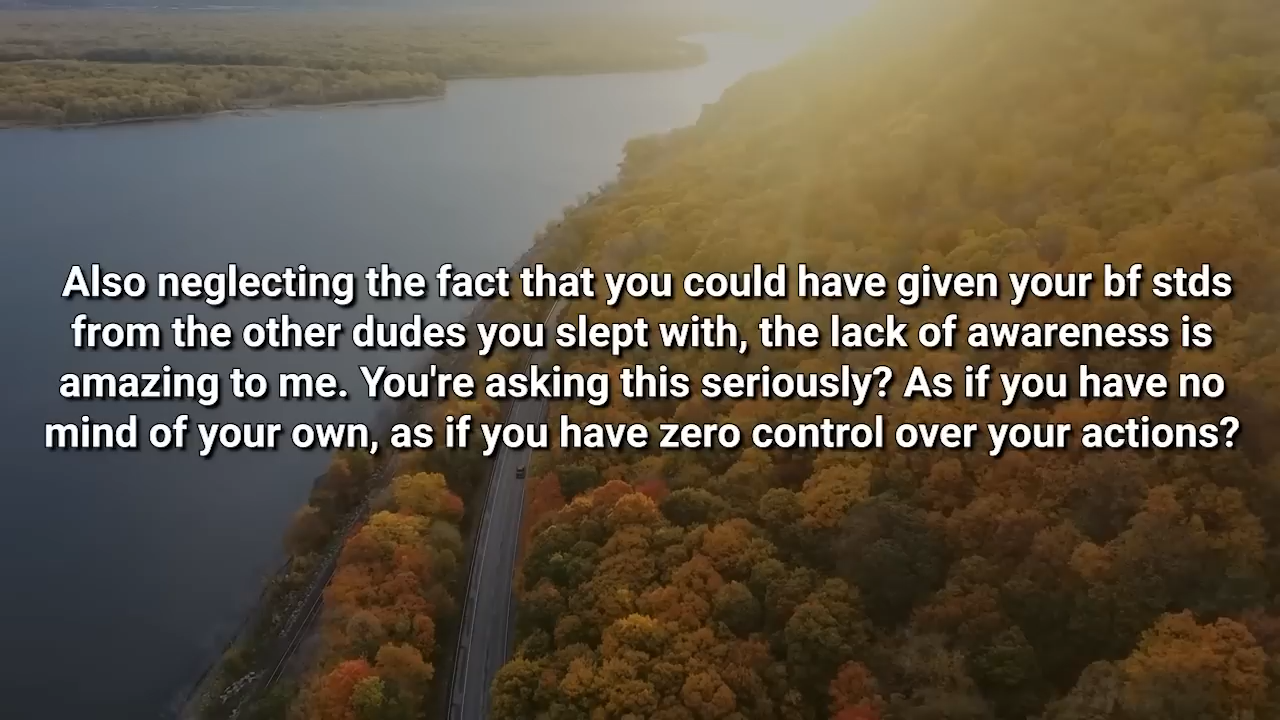 Also neglecting the fact that you could have given your bf stds
from the other dudes you slept with, the lack of awareness is
amazing to me. You're asking this seriously? As if you have no
mind of your own, as if you have zero control over your actions?